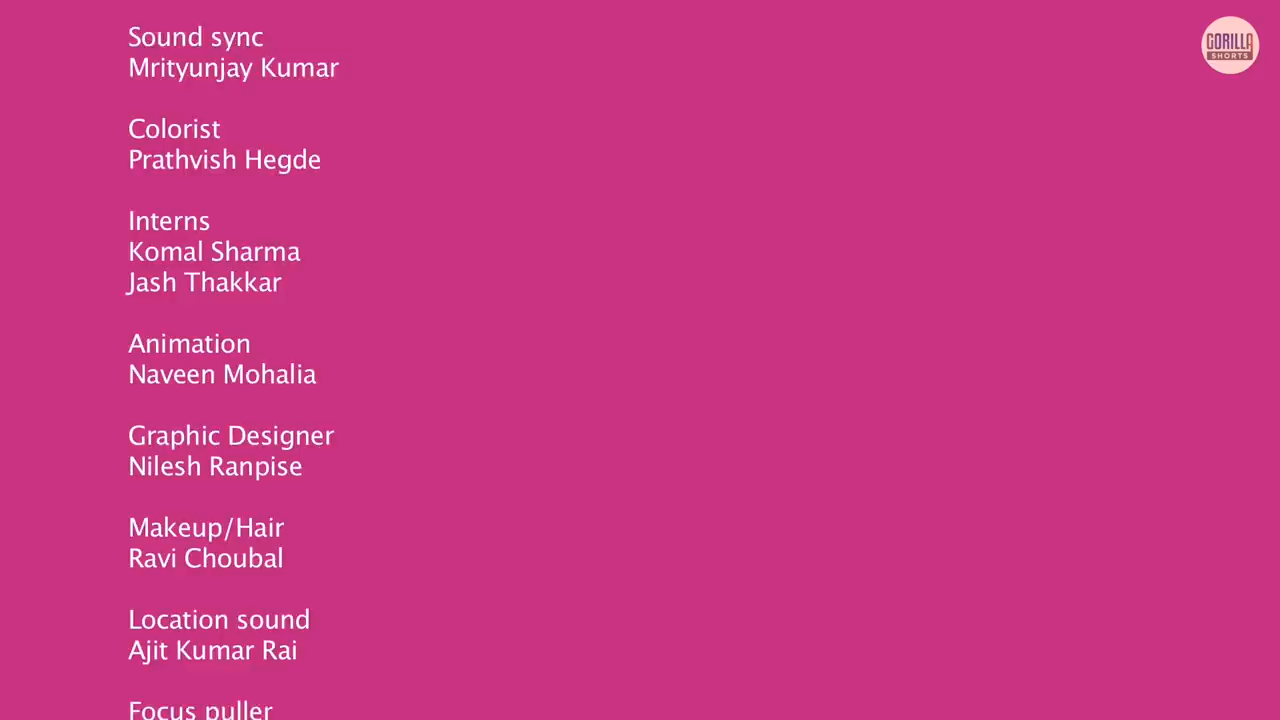 Sound sync
Mrityunjay Kumar
Colorist
Prathvish Hegde
Interns
Komal Sharma
Jash Thakkar
Animation
Naveen Mohalia
Graphic Designer
Nilesh Ranpise
Makeup/Hair
Ravi Choubal
Location sound
Ajit Kumar Rai
Focus puller
GORILLA
SHORTS